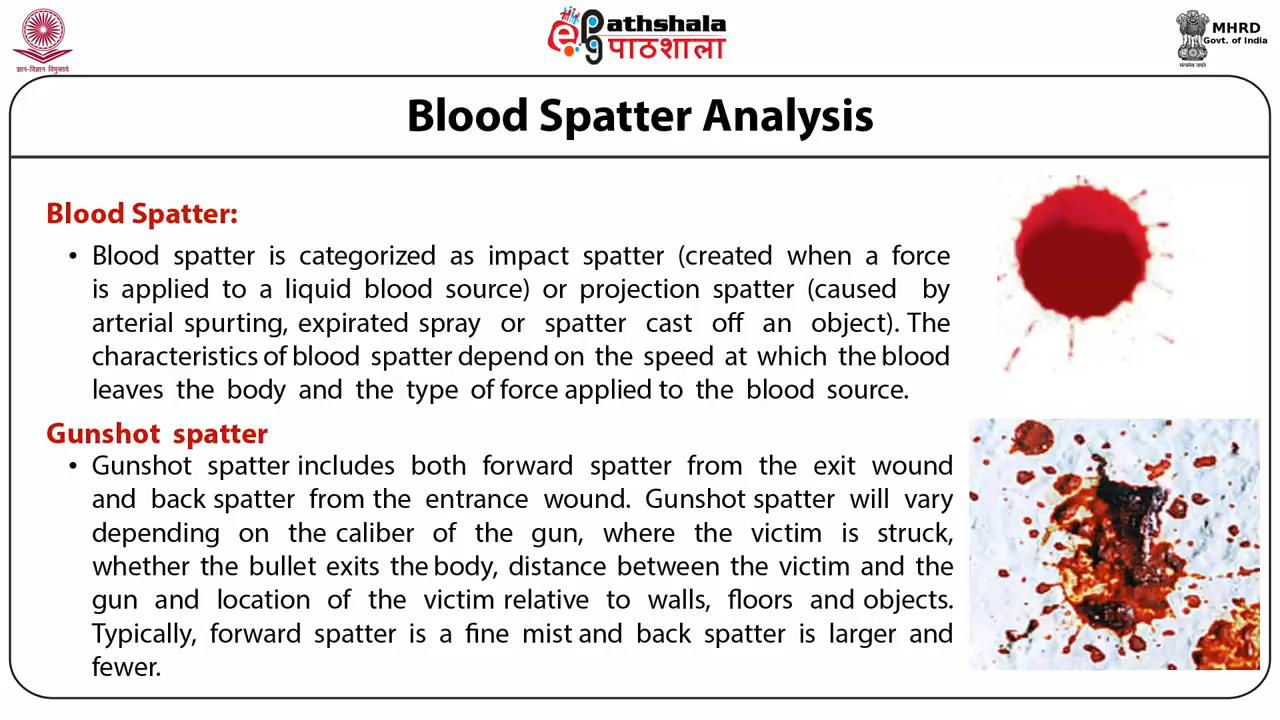 ज्ञान-विज्ञान विमुक्तये
epg
athshala
पाठशाला
सत्यमेव जयते
MHRD
Govt. of India
Blood Spatter Analysis
Blood Spatter:
• Blood spatter is categorized as impact spatter (created when a force
is applied to a liquid blood source) or projection spatter (caused by
arterial spurting, expirated spray or spatter cast off an object). The
characteristics of blood spatter depend on the speed at which the blood
leaves the body and the type of force applied to the blood source.
Gunshot spatter
• Gunshot spatter includes both forward spatter from the exit wound
and back spatter from the entrance wound. Gunshot spatter will vary
depending on the caliber of the gun, where the victim is struck,
whether the bullet exits the body, distance between the victim and the
gun and location of the victim relative to walls, floors and objects.
Typically, forward spatter is a fine mist and back spatter is larger and
fewer.